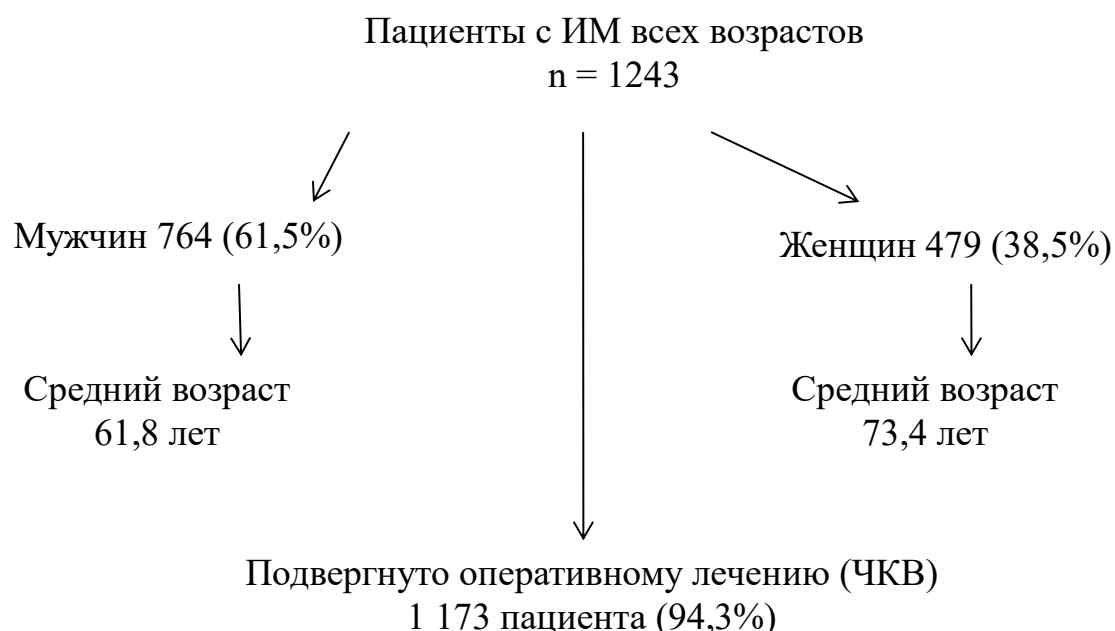 Пациенты с ИМ всех возрастов
n = 1243
Мужчин 764 (61,5%)
Женщин 479 (38,5%)
Средний возраст
61,8 лет
Средний возраст
73,4 лет
Подвергнуто оперативному лечению (ЧКВ)
1 173 пациента (94,3%)